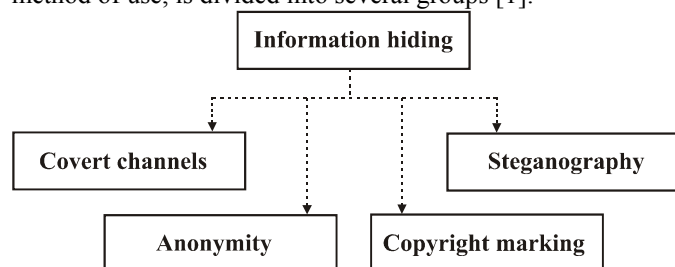 method of use, is divided into several groups [1].
Information hiding
Covert channels
Steganography
Anonymity
Copyright marking